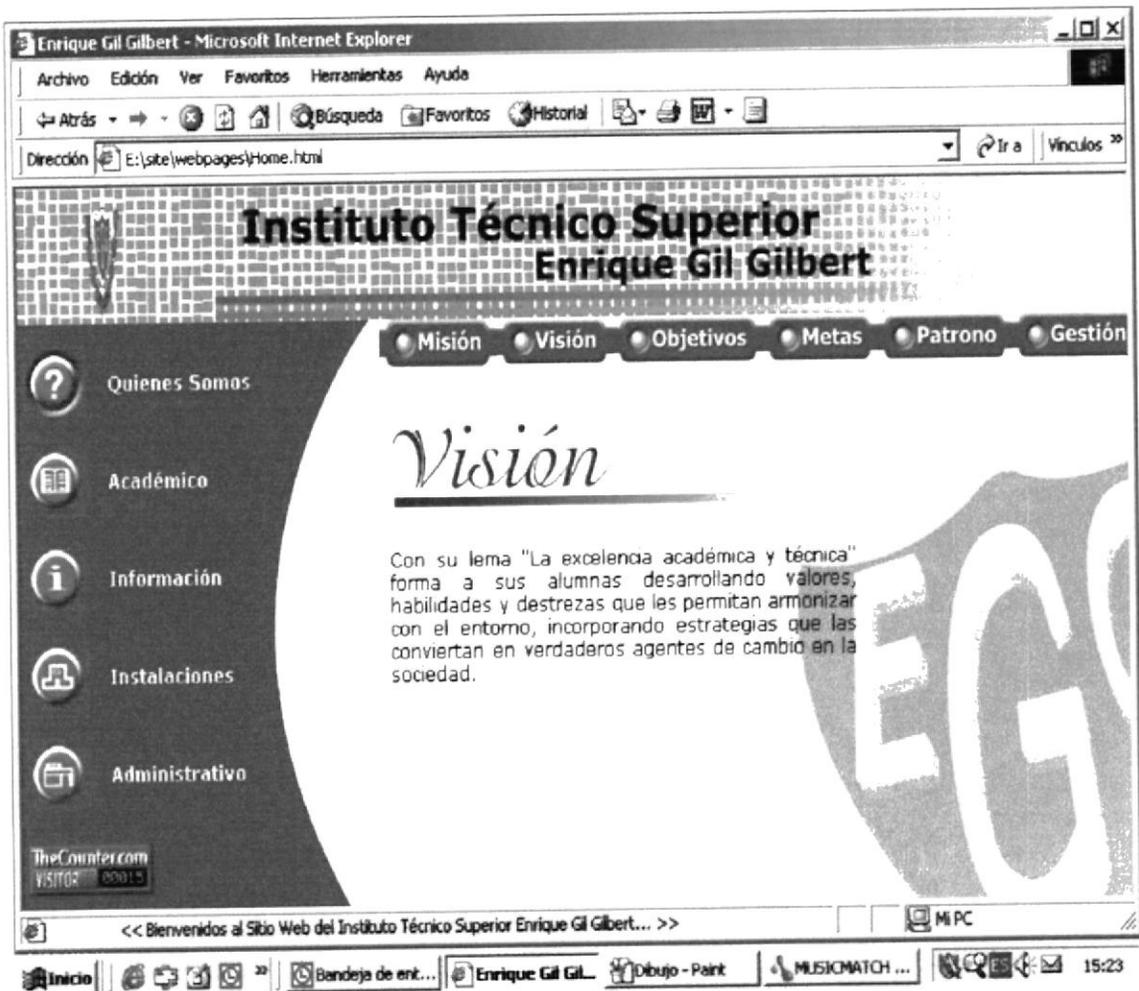 Enrique Gil Gilbert - Microsoft Internet Explorer
Archivo Edición Ver Favoritos Herramientas Ayuda
Atrás Búsqueda Favoritos Historial
Dirección E:\site\webpages\Home.html Ir a Vínculos »
Instituto Técnico Superior
Enrique Gil Gilbert
Misión Visión Objetivos Metas Patrono Gestión
Quienes Somos
Académico
Información
Instalaciones
Administrativo
Visión
Con su lema "La excelencia académica y técnica"
forma a sus alumnas desarrollando valores,
habilidades y destrezas que les permitan armonizar
con el entorno, incorporando estrategias que las
conviertan en verdaderos agentes de cambio en la
sociedad.
EG
TheCounter.com
VISITOR 00015
<< Bienvenidos al Sitio Web del Instituto Técnico Superior Enrique Gil Gilbert... >>
Mi PC
Inicio » Bandeja de ent... Enrique Gil Gil... Dibujo - Paint MUSICMATCH ... ES 15:23